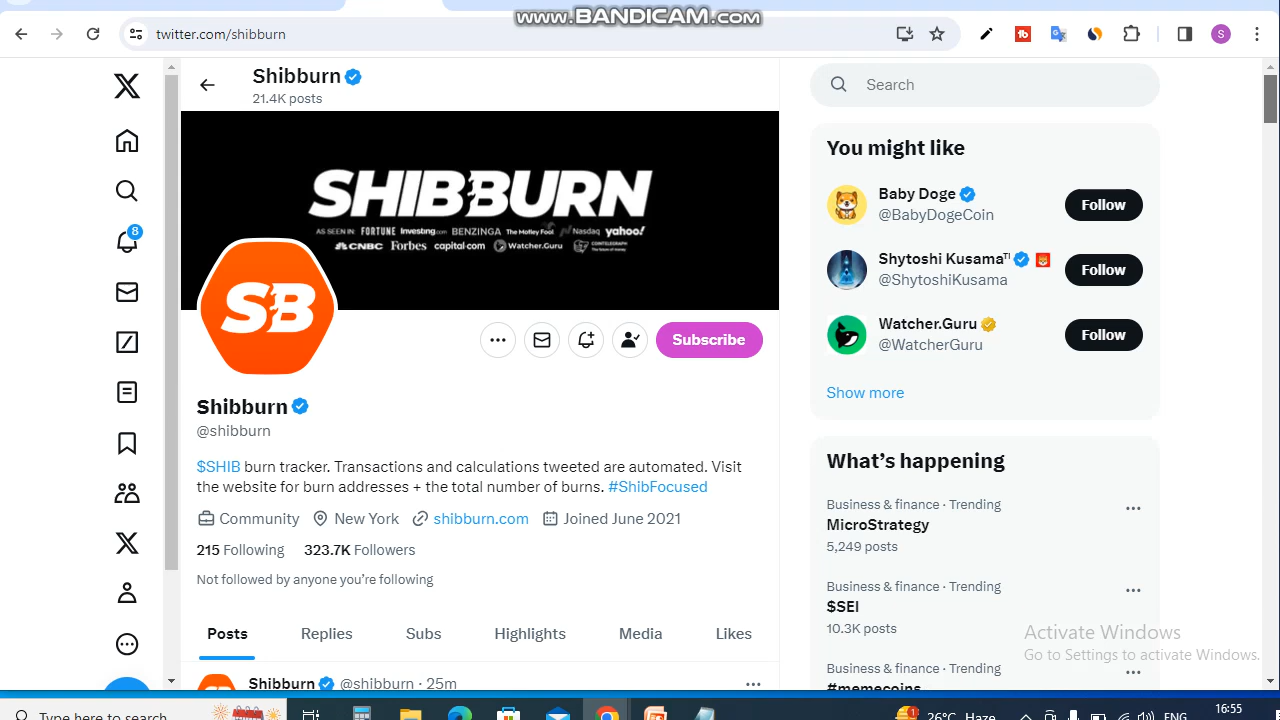 www.BANDICAM.com
twitter.com/shibburn
S
Shibburn
21.4K posts
SHIBBURN
AS SEEN IN FORTUNE Investing.com BENZINGA The Motley Fool Nasdaq yahoo!
CNBC Forbes capital.com Watcher.Guru COINTELEGRAPH
SB
Subscribe
Shibburn
@shibburn
$SHIB burn tracker. Transactions and calculations tweeted are automated. Visit
the website for burn addresses + the total number of burns. #ShibFocused
Community New York shibburn.com Joined June 2021
215 Following 323.7K Followers
Not followed by anyone you’re following
Posts Replies Subs Highlights Media Likes
Shibburn @shibburn · 25m
8
Search
You might like
Baby Doge
@BabyDogeCoin
Follow
Shytoshi Kusama™
@ShytoshiKusama
Follow
Watcher.Guru
@WatcherGuru
Follow
Show more
What’s happening
Business & finance · Trending
MicroStrategy
5,249 posts
Business & finance · Trending
$SEI
10.3K posts
Business & finance · Trending
#memecoins
Activate Windows
Go to Settings to activate Windows.
Type here to search
1
26°C Haze
ENG
16:55